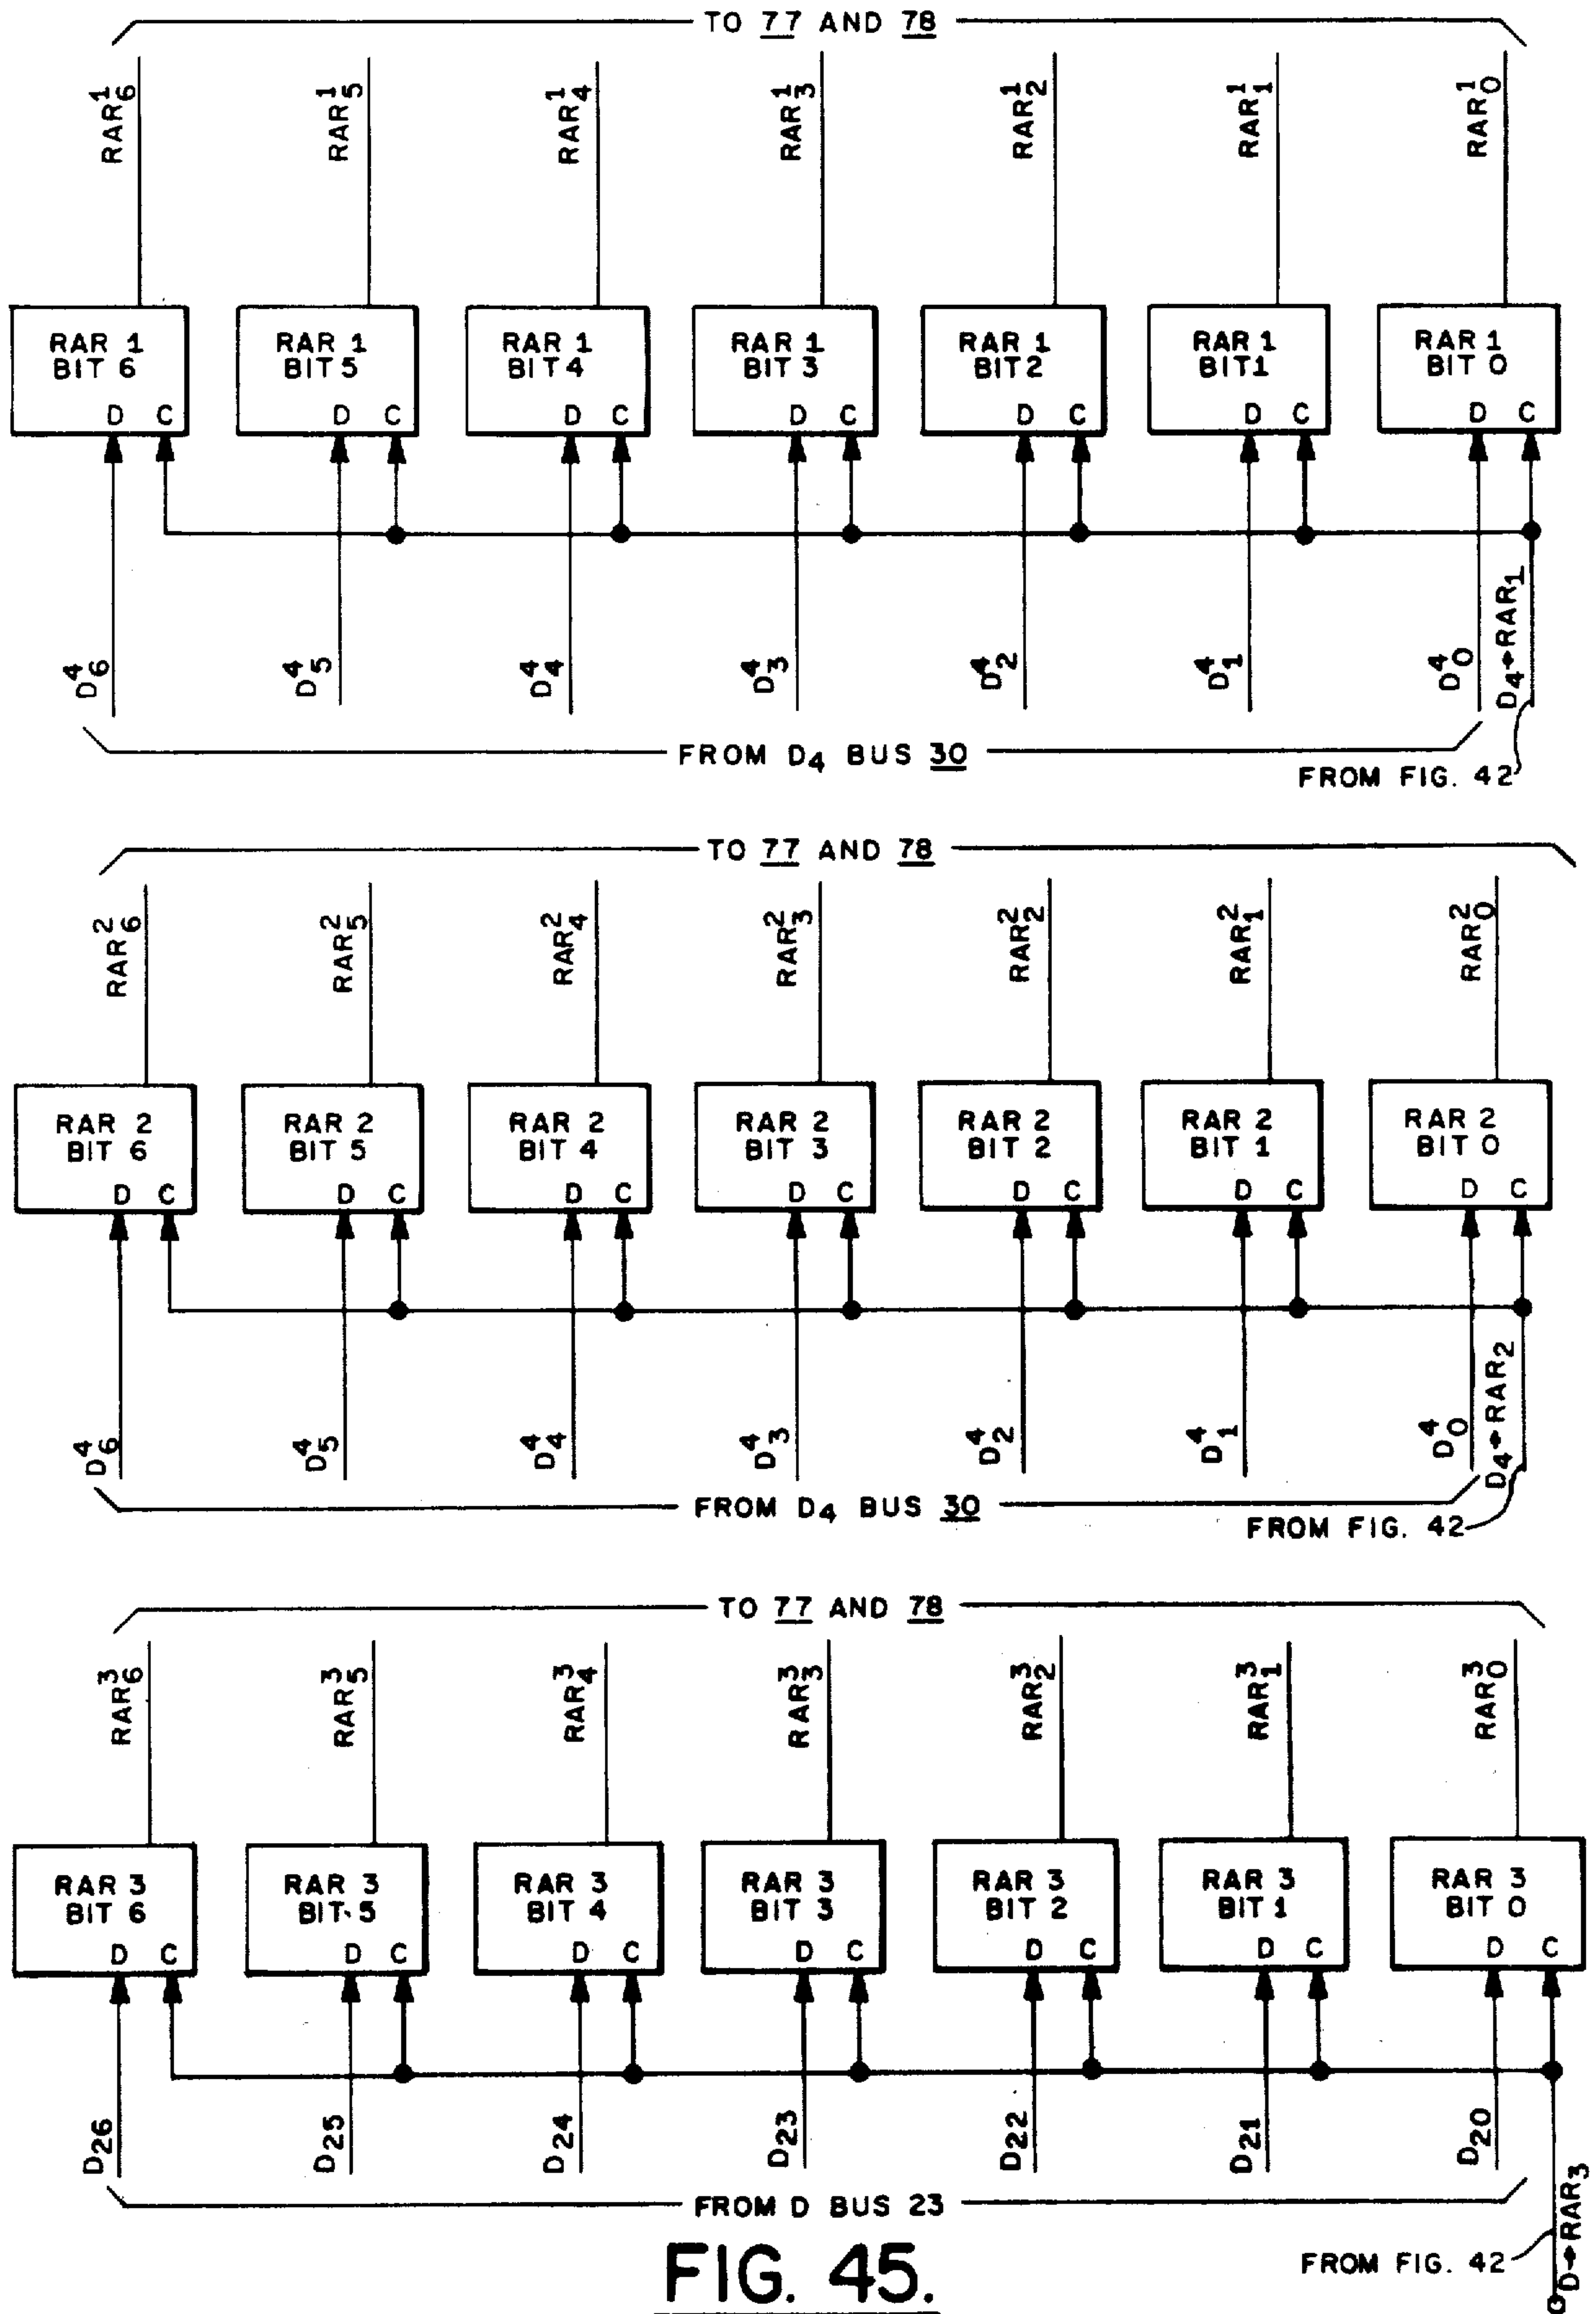 TO 77 AND 78
RAR¹₆ RAR¹₅ RAR¹₄ RAR¹₃ RAR¹₂ RAR¹₁ RAR¹₀
RAR 1 RAR 1 RAR 1 RAR 1 RAR 1 RAR 1 RAR 1
BIT 6 BIT 5 BIT 4 BIT 3 BIT 2 BIT 1 BIT 0
D C D C D C D C D C D C D C
D⁴₆ D⁴₅ D⁴₄ D⁴₃ D⁴₂ D⁴₁ D⁴₀ D₄→RAR₁
FROM D₄ BUS 30
FROM FIG. 42
TO 77 AND 78
RAR²₆ RAR²₅ RAR²₄ RAR²₃ RAR²₂ RAR²₁ RAR²₀
RAR 2 RAR 2 RAR 2 RAR 2 RAR 2 RAR 2 RAR 2
BIT 6 BIT 5 BIT 4 BIT 3 BIT 2 BIT 1 BIT 0
D C D C D C D C D C D C D C
D⁴₆ D⁴₅ D⁴₄ D⁴₃ D⁴₂ D⁴₁ D⁴₀ D₄→RAR₂
FROM D₄ BUS 30
FROM FIG. 42
TO 77 AND 78
RAR³₆ RAR³₅ RAR³₄ RAR³₃ RAR³₂ RAR³₁ RAR³₀
RAR 3 RAR 3 RAR 3 RAR 3 RAR 3 RAR 3 RAR 3
BIT 6 BIT 5 BIT 4 BIT 3 BIT 2 BIT 1 BIT 0
D C D C D C D C D C D C D C
D₂₆ D₂₅ D₂₄ D₂₃ D₂₂ D₂₁ D₂₀ D→RAR₃
FROM D BUS 23
FROM FIG. 42
FIG. 45.